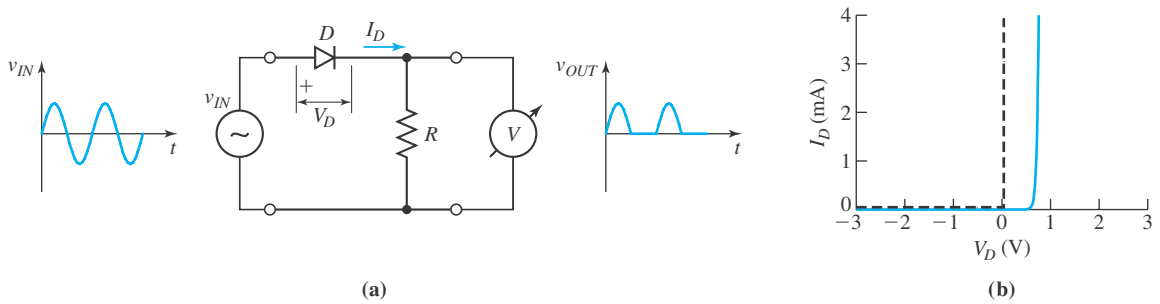 v_IN
t
D
I_D
+
V_D
v_IN
~
R
V
v_OUT
t
(a)
I_D (mA)
4
3
2
1
0
−3 −2 −1 0 1 2 3
V_D (V)
(b)